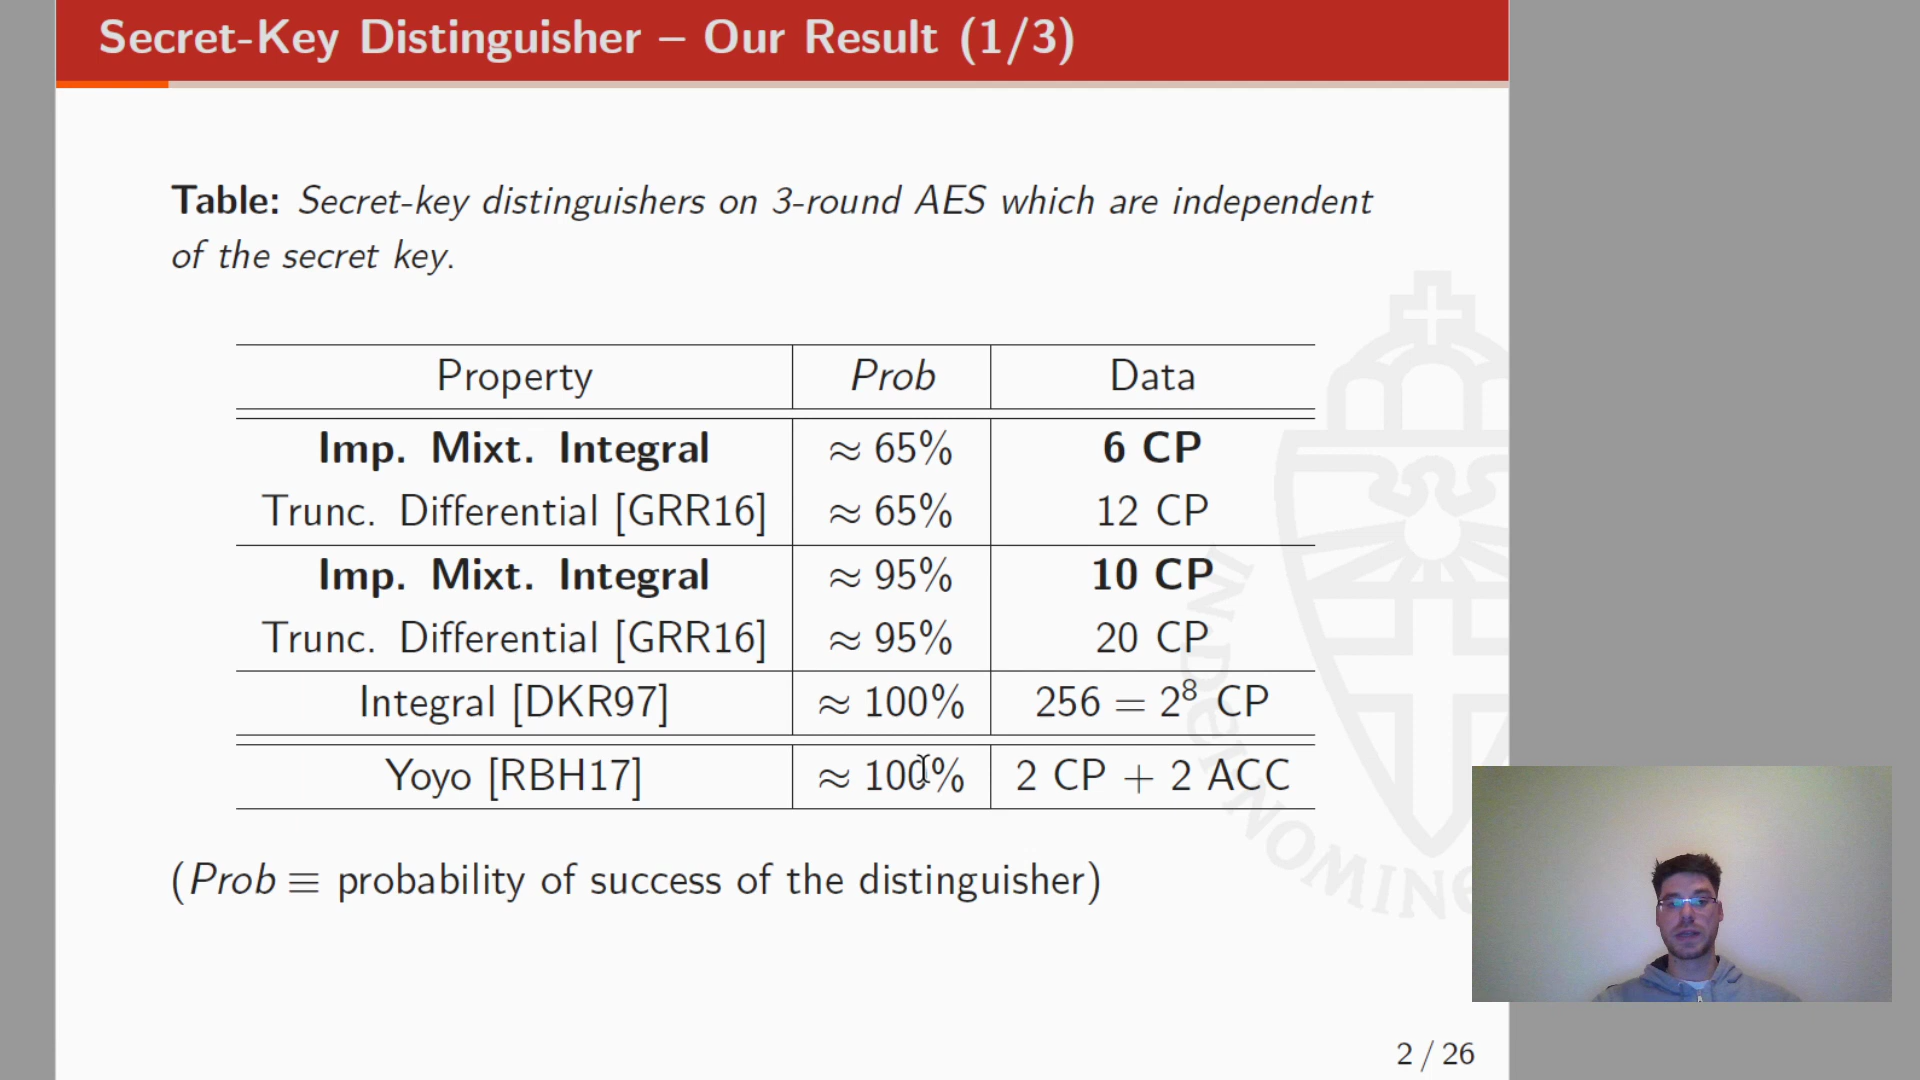 Secret-Key Distinguisher – Our Result (1/3)
Table: Secret-key distinguishers on 3-round AES which are independent
of the secret key.
Property Prob Data
Imp. Mixt. Integral ≈ 65% 6 CP
Trunc. Differential [GRR16] ≈ 65% 12 CP
Imp. Mixt. Integral ≈ 95% 10 CP
Trunc. Differential [GRR16] ≈ 95% 20 CP
Integral [DKR97] ≈ 100% 256 = 2⁸ CP
Yoyo [RBH17] ≈ 100% 2 CP + 2 ACC
(Prob ≡ probability of success of the distinguisher)
2 / 26